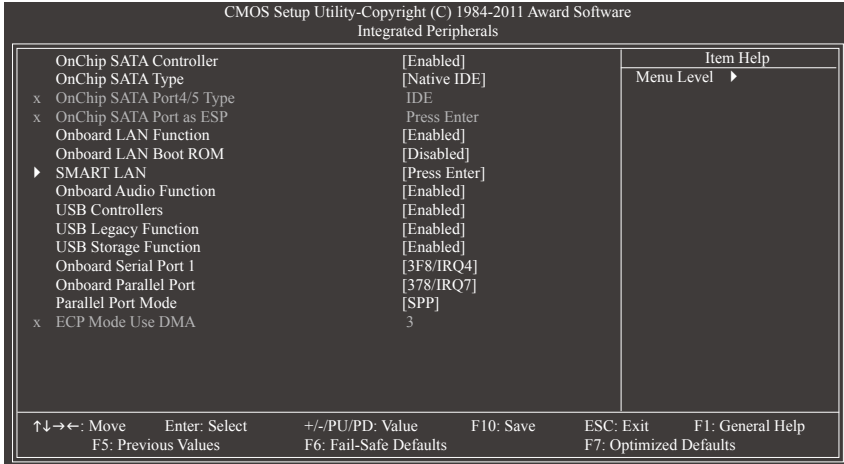 CMOS Setup Utility-Copyright (C) 1984-2011 Award Software
Integrated Peripherals
OnChip SATA Controller [Enabled]
OnChip SATA Type [Native IDE]
x OnChip SATA Port4/5 Type IDE
x OnChip SATA Port as ESP Press Enter
Onboard LAN Function [Enabled]
Onboard LAN Boot ROM [Disabled]
SMART LAN [Press Enter]
Onboard Audio Function [Enabled]
USB Controllers [Enabled]
USB Legacy Function [Enabled]
USB Storage Function [Enabled]
Onboard Serial Port 1 [3F8/IRQ4]
Onboard Parallel Port [378/IRQ7]
Parallel Port Mode [SPP]
x ECP Mode Use DMA 3
Item Help
Menu Level
↑↓→←: Move Enter: Select +/-/PU/PD: Value F10: Save ESC: Exit F1: General Help
F5: Previous Values F6: Fail-Safe Defaults F7: Optimized Defaults